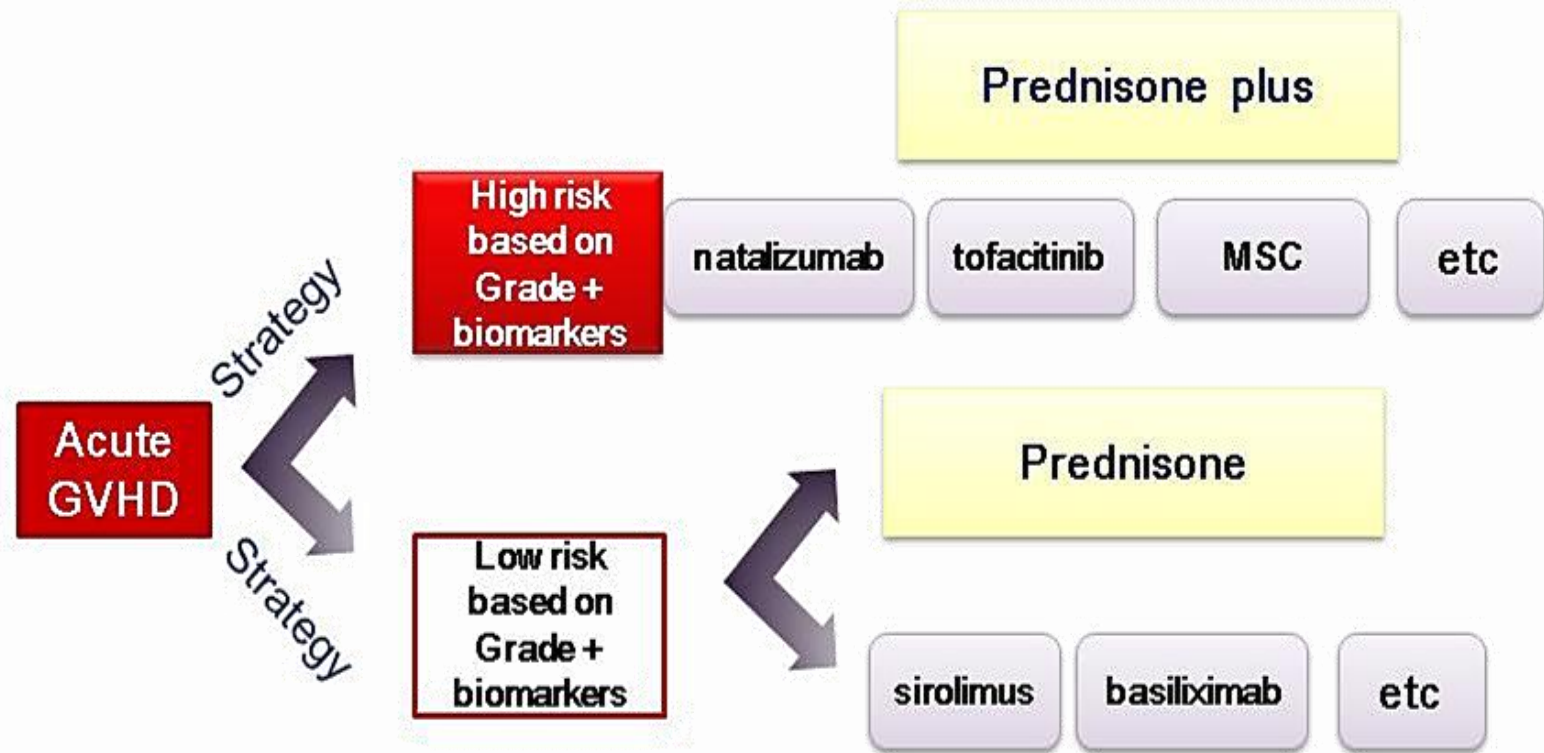 Prednisone plus
High risk
based on
Grade +
biomarkers
natalizumab
tofacitinib
MSC
etc
Strategy
Acute
GVHD
Strategy
Prednisone
Low risk
based on
Grade +
biomarkers
sirolimus
basiliximab
etc